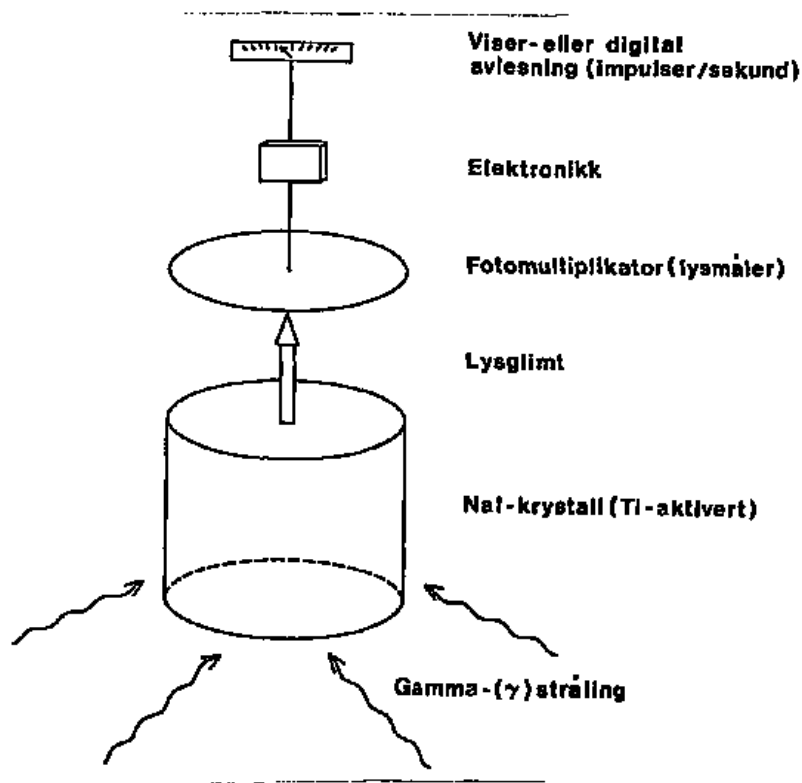 Viser- eller digital
avlesning (impulser/sekund)
Elektronikk
Fotomultiplikator (lysmåler)
Lysglimt
NaI-krystall (Tl-aktivert)
Gamma-(γ) stråling